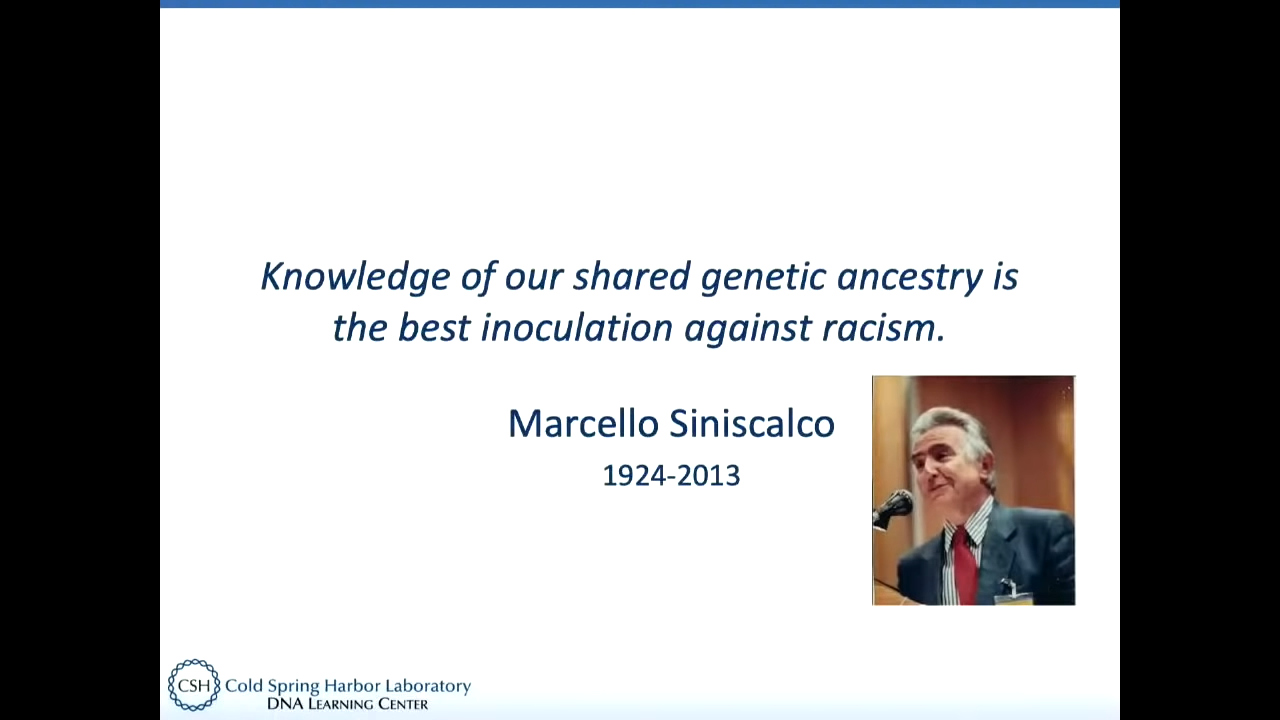 Knowledge of our shared genetic ancestry is
the best inoculation against racism.
Marcello Siniscalco
1924-2013
CSH Cold Spring Harbor Laboratory
DNA LEARNING CENTER